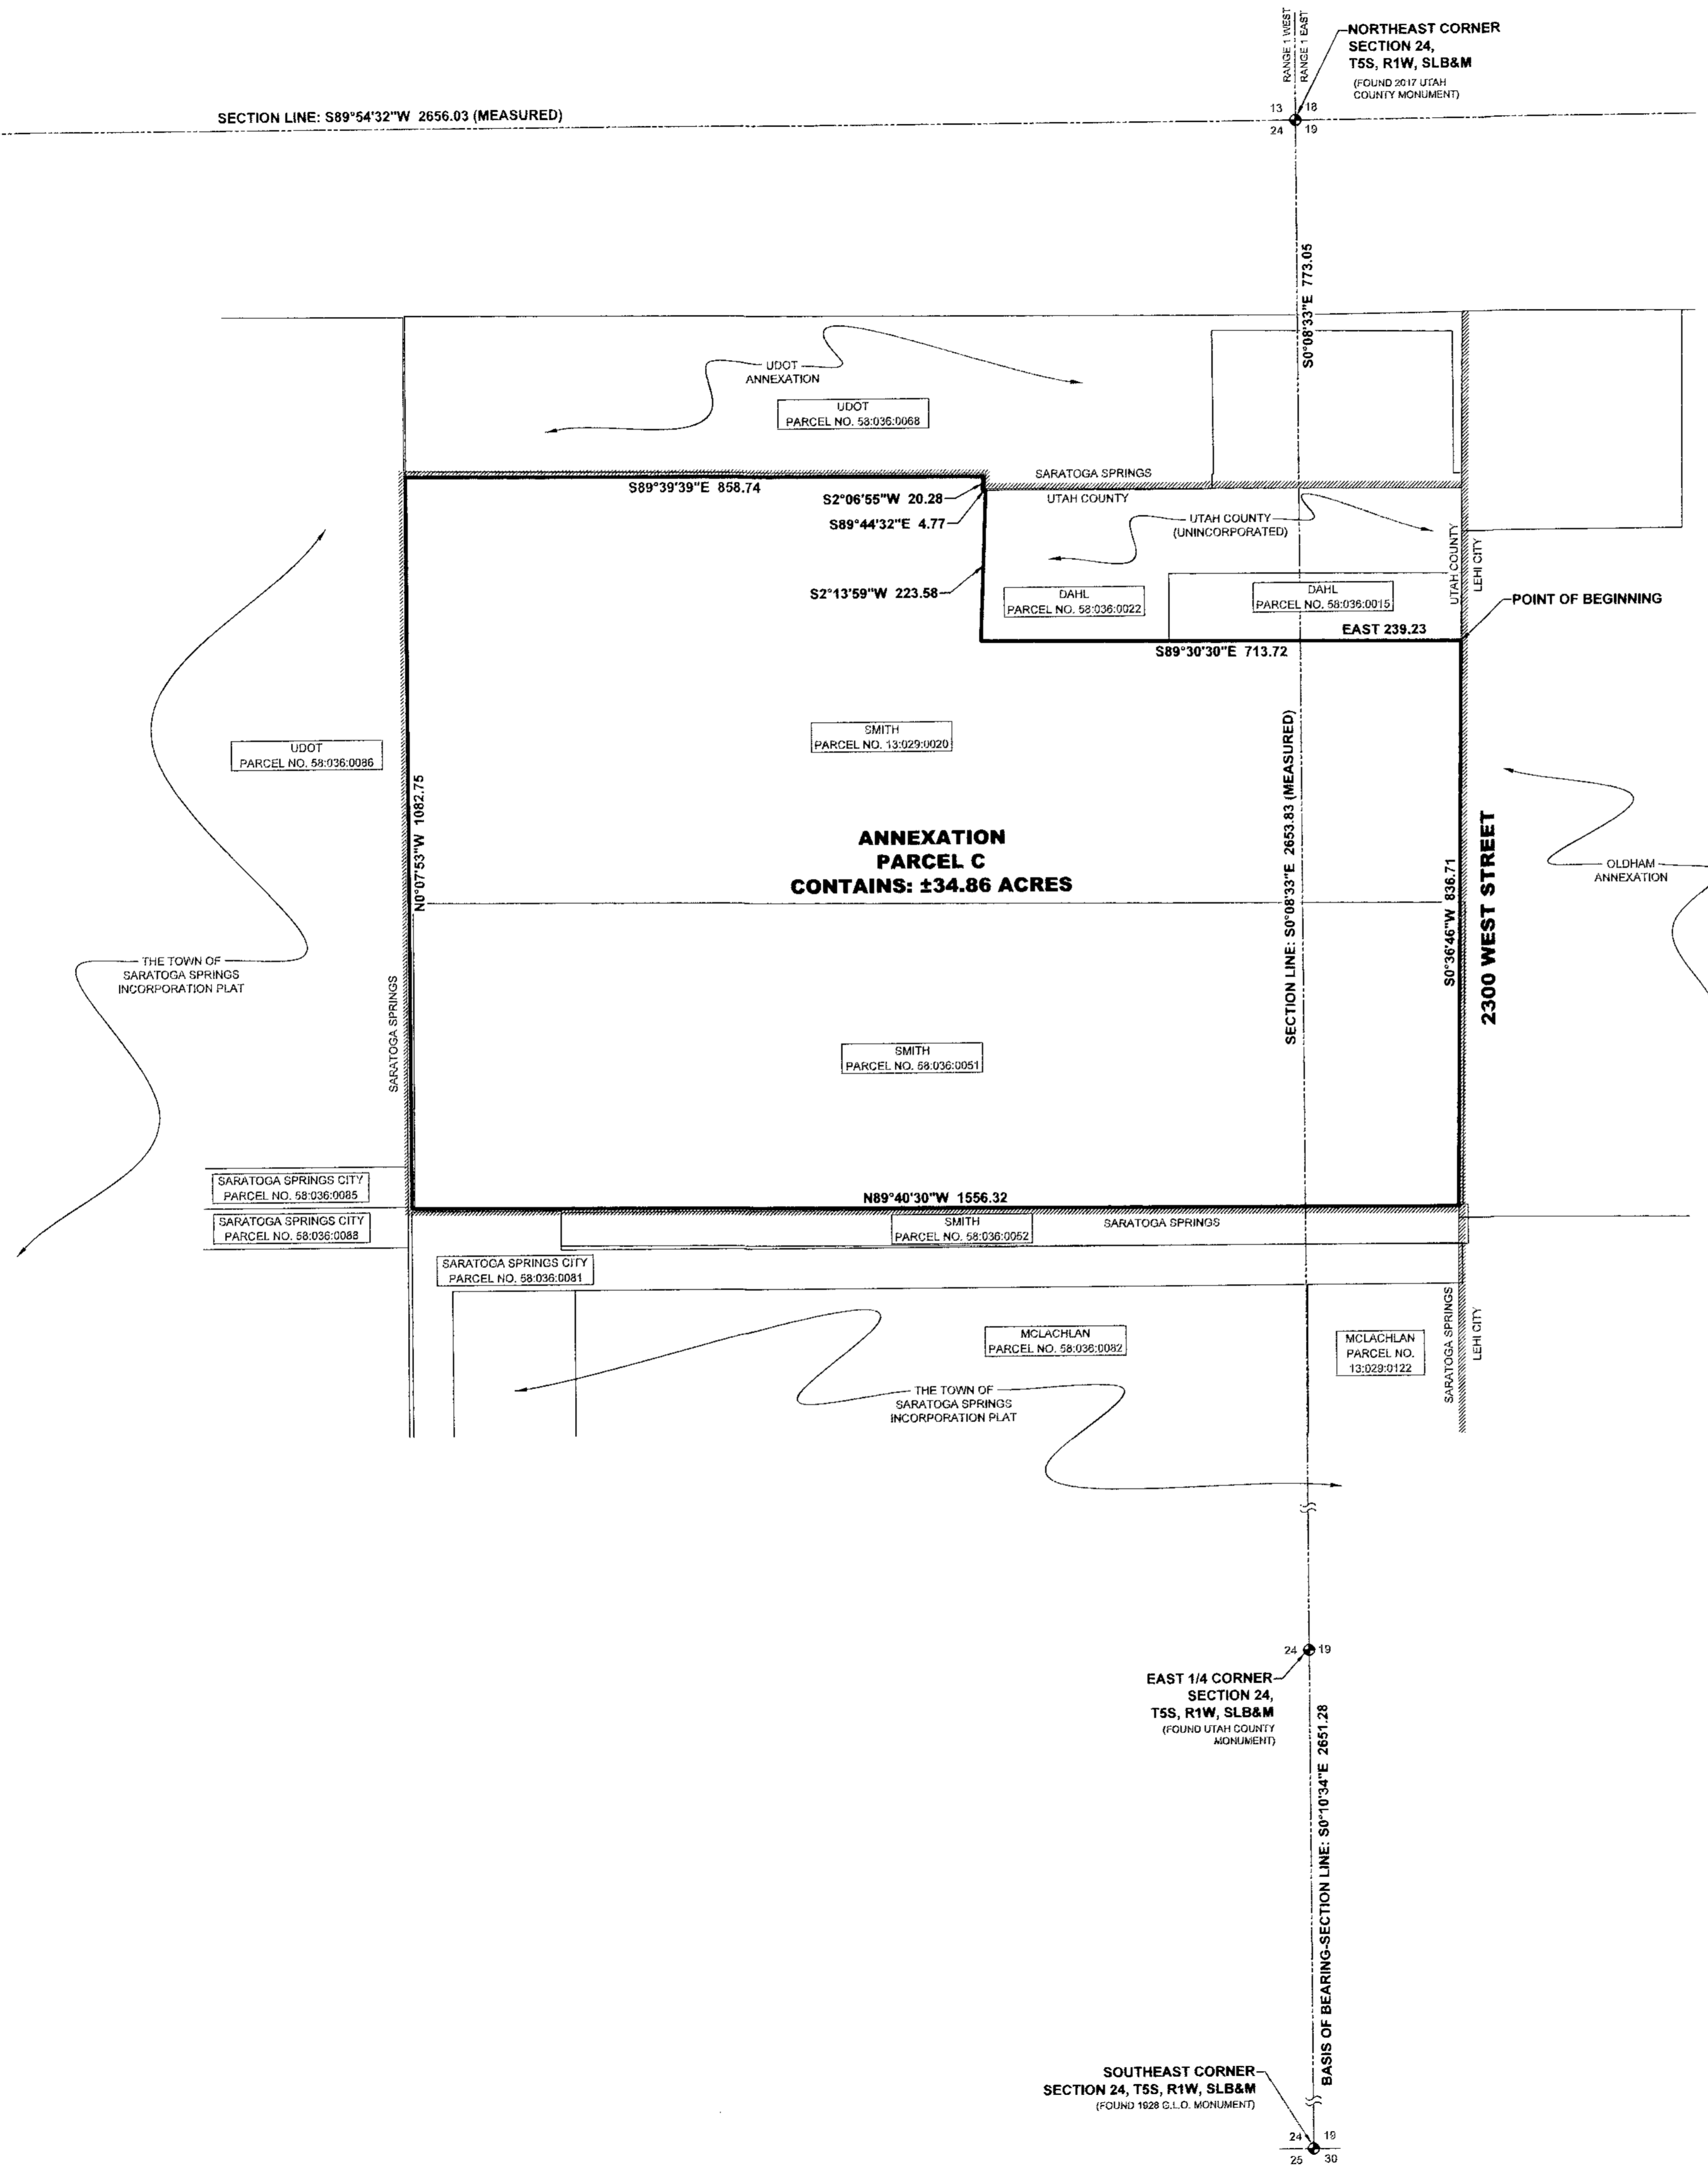 RANGE 1 WEST
RANGE 1 EAST
NORTHEAST CORNER
SECTION 24,
T5S, R1W, SLB&M
(FOUND 2017 UTAH
COUNTY MONUMENT)
13 18
24 19
SECTION LINE: S89°54'32"W 2656.03 (MEASURED)
S0°08'33"E 773.05
UDOT
ANNEXATION
UDOT
PARCEL NO. 58:036:0068
SARATOGA SPRINGS
UTAH COUNTY
S89°39'39"E 858.74
S2°06'55"W 20.28
S89°44'32"E 4.77
S2°13'59"W 223.58
UTAH COUNTY
(UNINCORPORATED)
UTAH COUNTY
LEHI CITY
DAHL
PARCEL NO. 58:036:0022
DAHL
PARCEL NO. 58:036:0015
POINT OF BEGINNING
EAST 239.23
S89°30'30"E 713.72
SMITH
PARCEL NO. 13:029:0020
UDOT
PARCEL NO. 58:036:0086
N0°07'53"W 1082.75
SECTION LINE: S0°08'33"E 2653.83 (MEASURED)
ANNEXATION
PARCEL C
CONTAINS: ±34.86 ACRES
S0°36'46"W 836.71
2300 WEST STREET
OLDHAM
ANNEXATION
THE TOWN OF
SARATOGA SPRINGS
INCORPORATION PLAT
SARATOGA SPRINGS
SMITH
PARCEL NO. 58:036:0051
SARATOGA SPRINGS CITY
PARCEL NO. 58:036:0085
SARATOGA SPRINGS CITY
PARCEL NO. 58:036:0088
N89°40'30"W 1556.32
SMITH
PARCEL NO. 58:036:0052
SARATOGA SPRINGS
SARATOGA SPRINGS CITY
PARCEL NO. 58:036:0081
MCLACHLAN
PARCEL NO. 58:036:0082
MCLACHLAN
PARCEL NO.
13:029:0122
SARATOGA SPRINGS
LEHI CITY
THE TOWN OF
SARATOGA SPRINGS
INCORPORATION PLAT
24 19
EAST 1/4 CORNER
SECTION 24,
T5S, R1W, SLB&M
(FOUND UTAH COUNTY
MONUMENT)
BASIS OF BEARING-SECTION LINE: S0°10'34"E 2651.28
SOUTHEAST CORNER
SECTION 24, T5S, R1W, SLB&M
(FOUND 1928 G.L.O. MONUMENT)
24 19
25 30